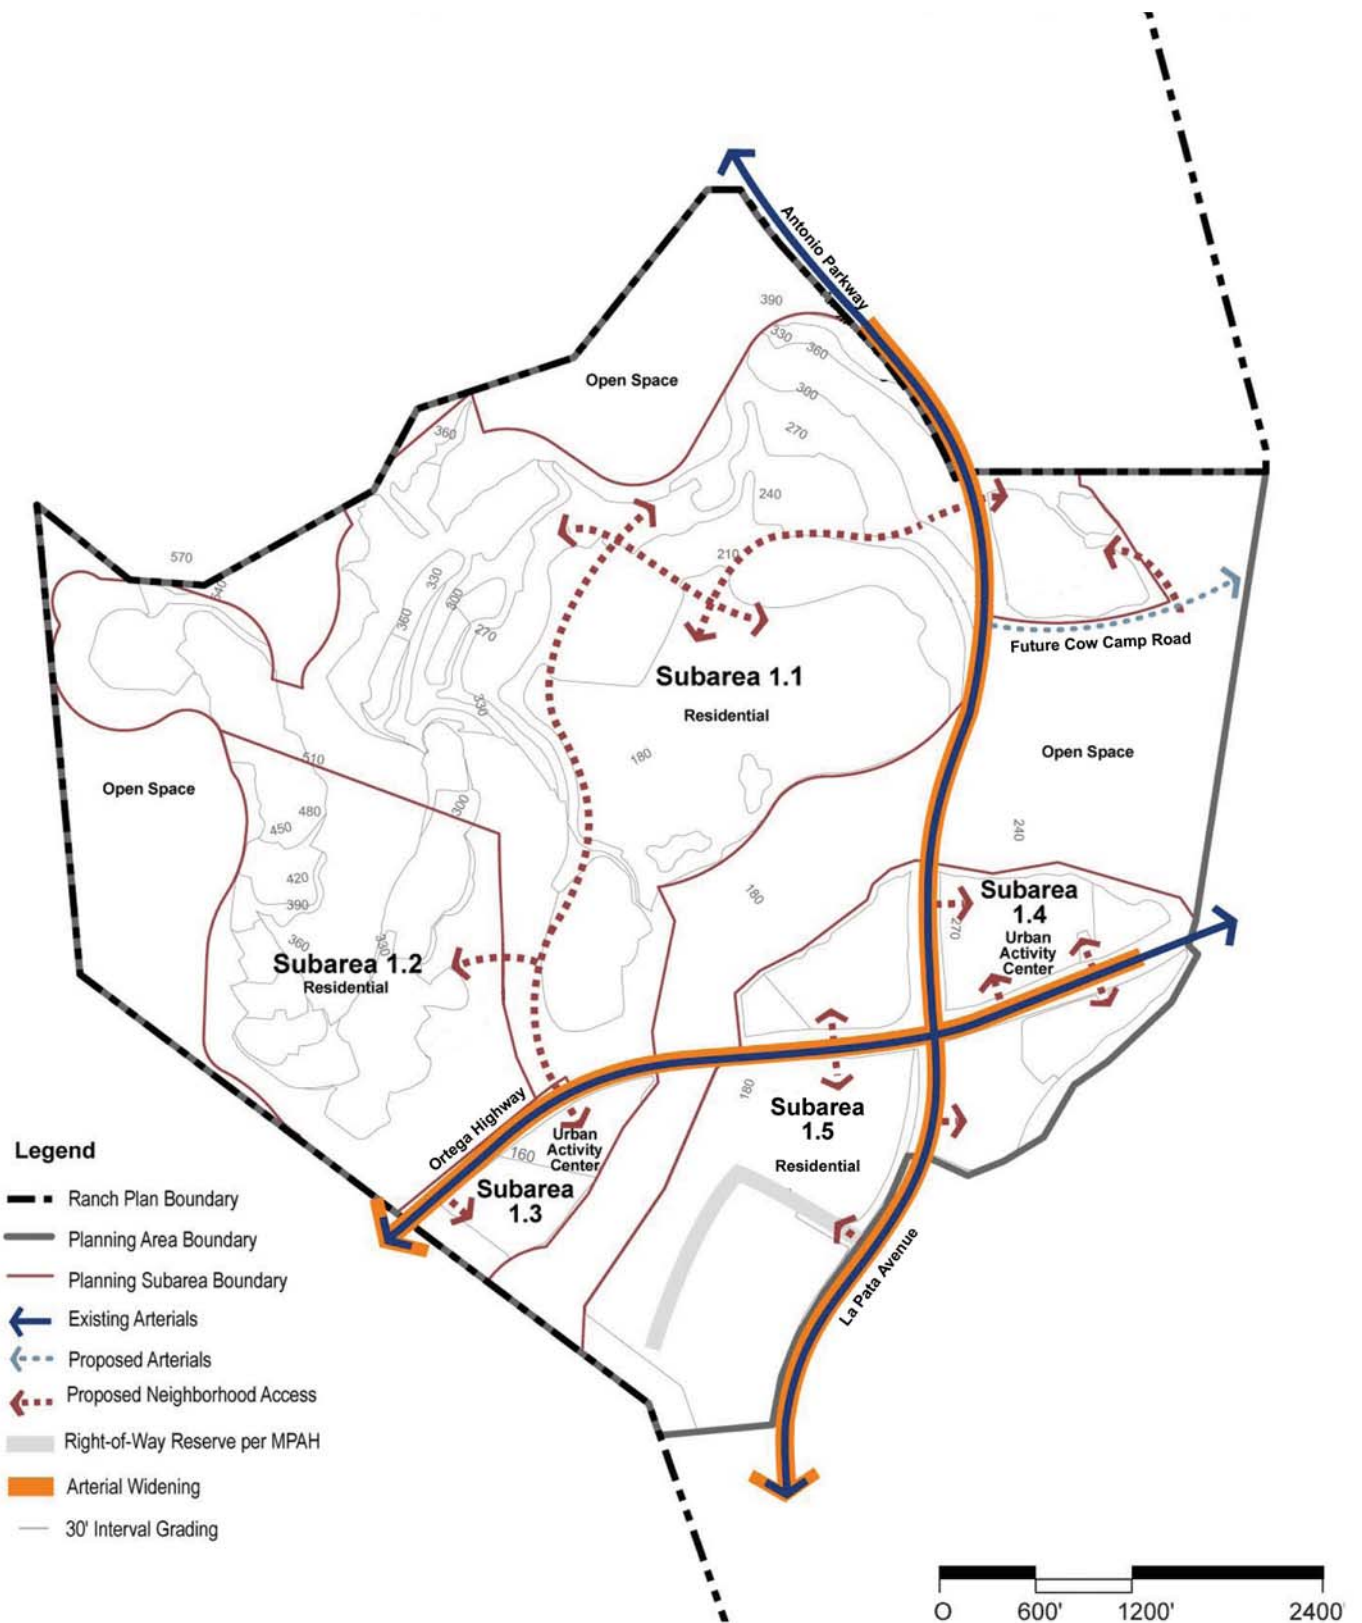 Antonio Parkway
390
330
360
Open Space
300
360
270
240
570
540
210
330
300
360
270
Future Cow Camp Road
Subarea 1.1
Residential
330
180
510
Open Space
Open Space
300
480
450
240
420
390
180
Subarea
1.4
270
Urban
Activity
Center
360
330
Subarea 1.2
Residential
180
Subarea
1.5
Residential
Ortega Highway
Urban
Activity
Center
160
Subarea
1.3
La Pata Avenue
Legend
Ranch Plan Boundary
Planning Area Boundary
Planning Subarea Boundary
Existing Arterials
Proposed Arterials
Proposed Neighborhood Access
Right-of-Way Reserve per MPAH
Arterial Widening
30' Interval Grading
O 600' 1200' 2400'